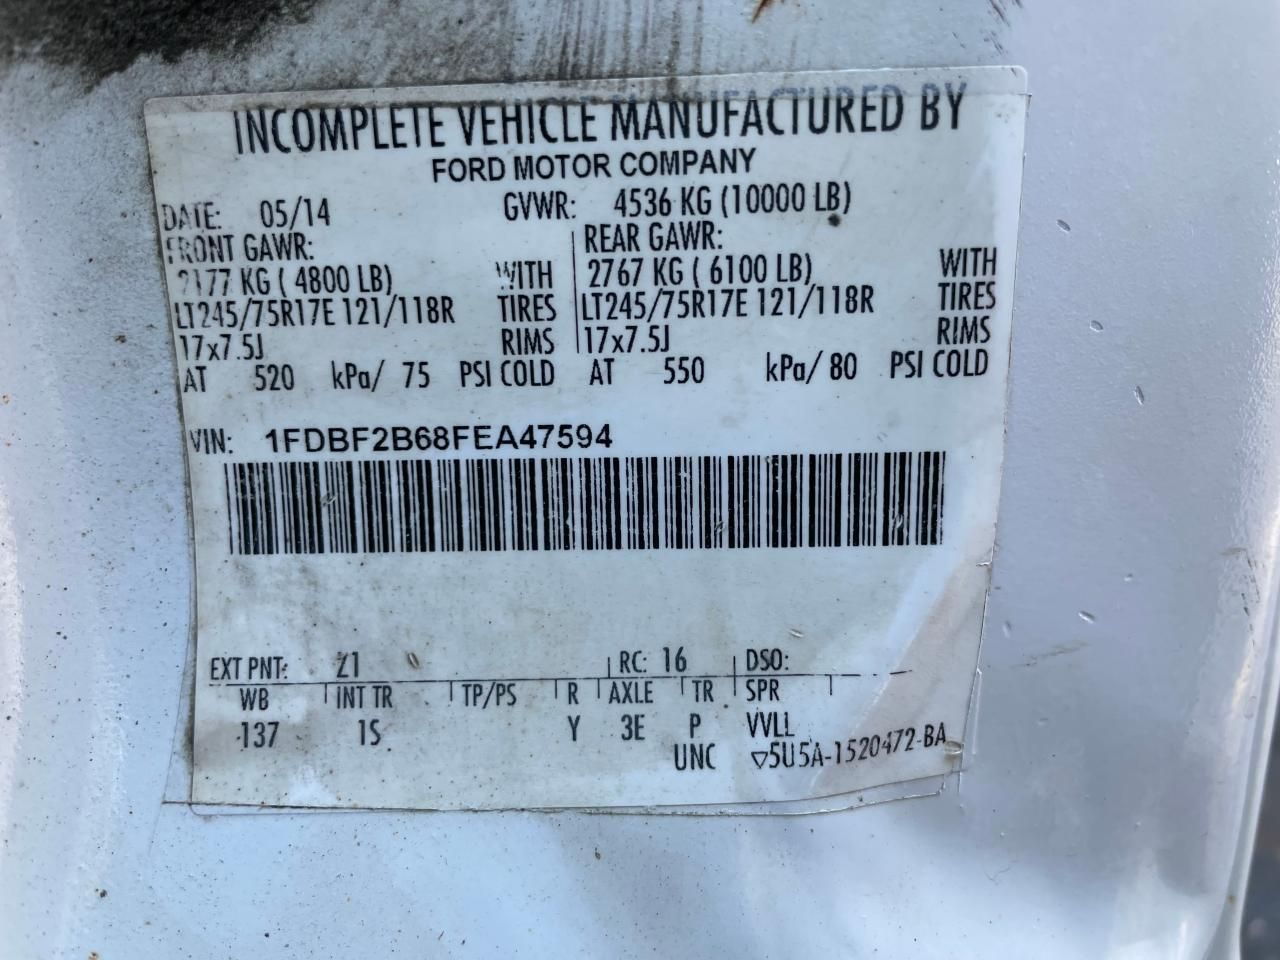 INCOMPLETE VEHICLE MANUFACTURED BY
FORD MOTOR COMPANY
DATE: 05/14 GVWR: 4536 KG (10000 LB)
FRONT GAWR: REAR GAWR:
2177 KG ( 4800 LB) WITH 2767 KG ( 6100 LB) WITH
LT245/75R17E 121/118R TIRES LT245/75R17E 121/118R TIRES
17x7.5J RIMS 17x7.5J RIMS
AT 520 kPa/ 75 PSI COLD AT 550 kPa/ 80 PSI COLD
VIN: 1FDBF2B68FEA47594
EXT PNT: Z1 RC: 16 DSO:
WB INT TR TP/PS R AXLE TR SPR
137 1S Y 3E P VVLL
UNC ▽5U5A-1520472-BA